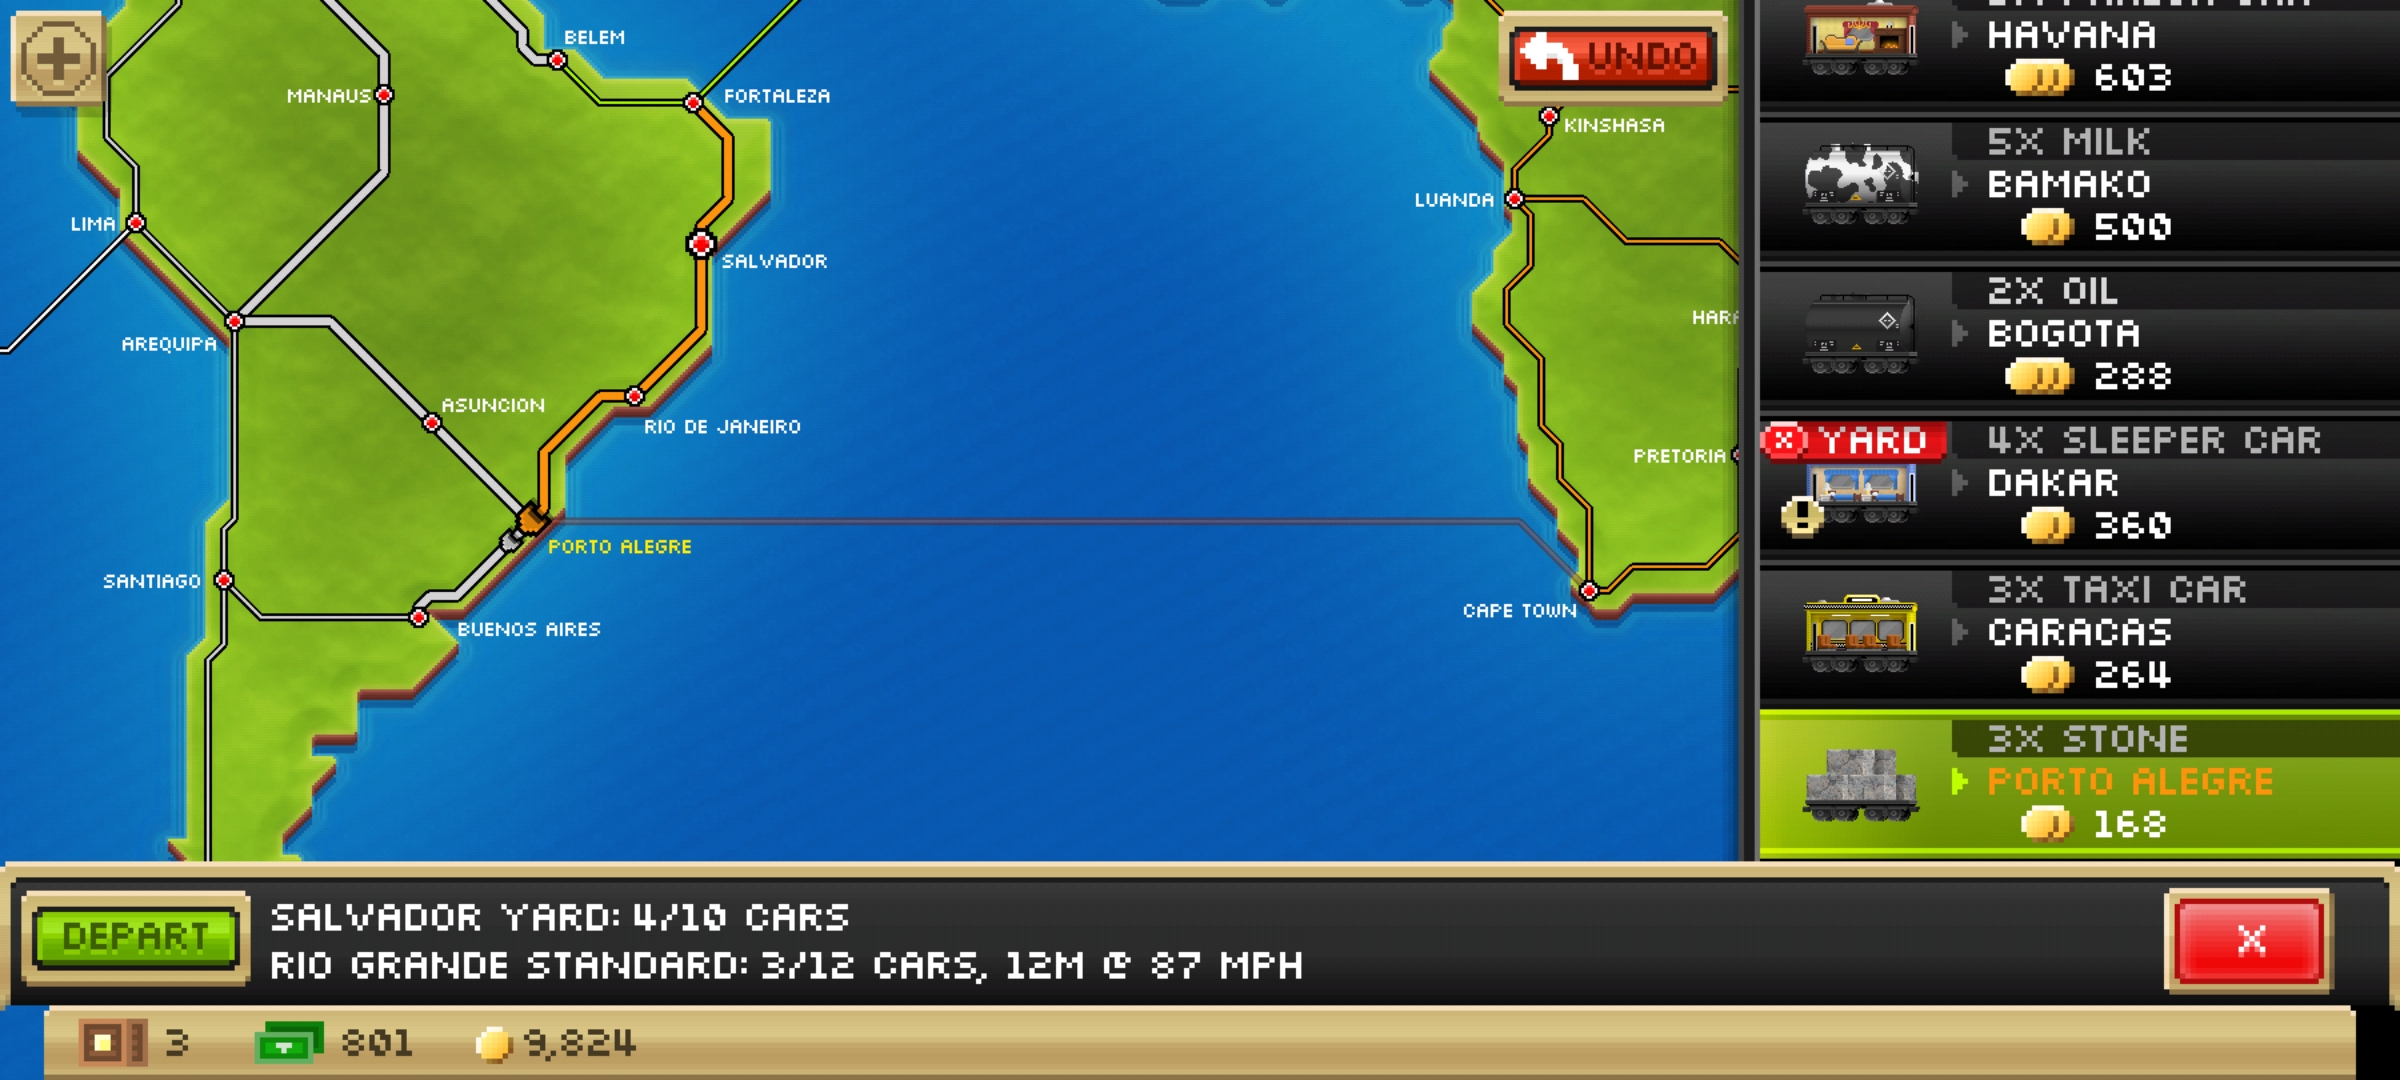 BELEM
MANAUS
FORTALEZA
LIMA
SALVADOR
AREQUIPA
ASUNCION
RIO DE JANEIRO
PORTO ALEGRE
SANTIAGO
BUENOS AIRES
UNDO
KINSHASA
LUANDA
PRETORIA
CAPE TOWN
HAVANA
603
5X MILK
BAMAKO
500
2X OIL
BOGOTA
288
YARD
4X SLEEPER CAR
DAKAR
360
3X TAXI CAR
CARACAS
264
3X STONE
PORTO ALEGRE
168
DEPART
SALVADOR YARD: 4/10 CARS
RIO GRANDE STANDARD: 3/12 CARS, 12M @ 87 MPH
X
3
801
9,824